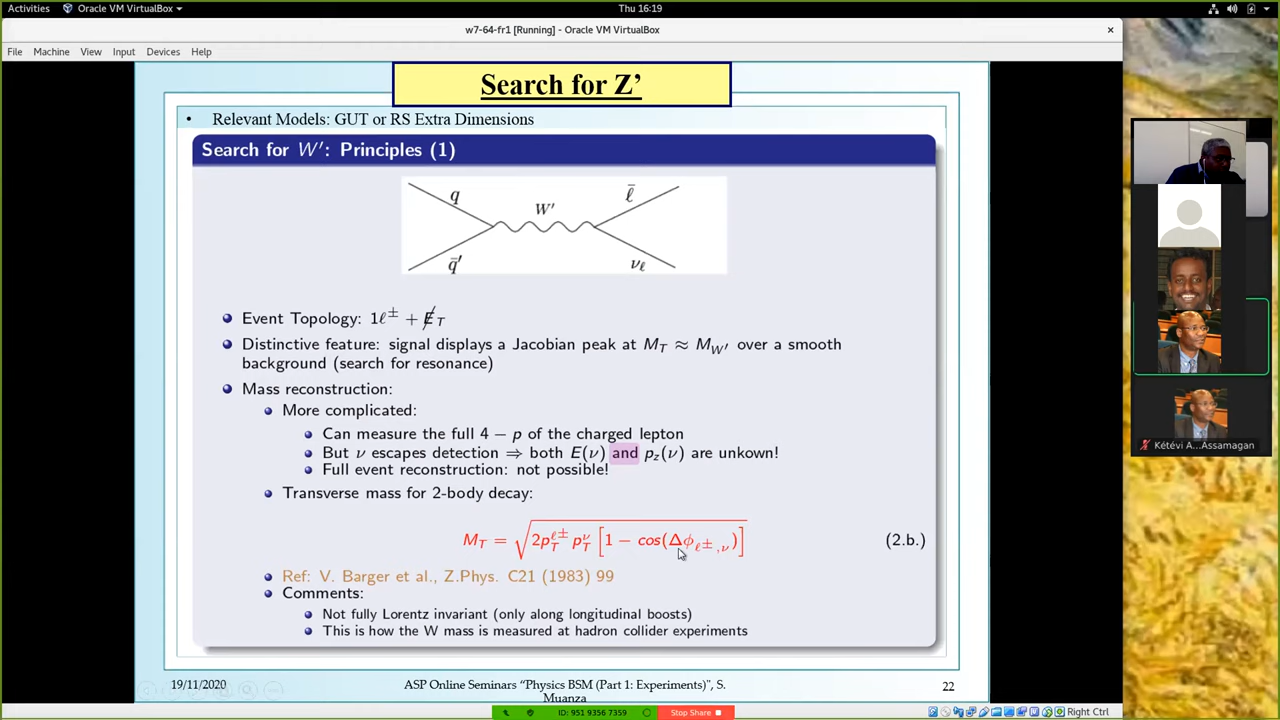 Activities Oracle VM VirtualBox Thu 16:19
w7-64-fr1 [Running] - Oracle VM VirtualBox ×
File Machine View Input Devices Help
Search for Z’
• Relevant Models: GUT or RS Extra Dimensions
Search for W′: Principles (1)
q ℓ̄
W′
q̄′ νℓ
Event Topology: 1ℓ± + E̸T
Distinctive feature: signal displays a Jacobian peak at MT ≈ MW′ over a smooth
background (search for resonance)
Mass reconstruction:
More complicated:
Can measure the full 4 − p of the charged lepton
But ν escapes detection ⇒ both E(ν) and pz(ν) are unkown!
Full event reconstruction: not possible!
Transverse mass for 2-body decay:
MT = √2pTℓ± pTν [1 − cos(Δϕℓ±,ν)] (2.b.)
Ref: V. Barger et al., Z.Phys. C21 (1983) 99
Comments:
Not fully Lorentz invariant (only along longitudinal boosts)
This is how the W mass is measured at hadron collider experiments
19/11/2020 ASP Online Seminars “Physics BSM (Part 1: Experiments)", S. 22
Muanza
Kétévi A...Assamagan
ID: 951 9356 7359 Stop Share
Right Ctrl